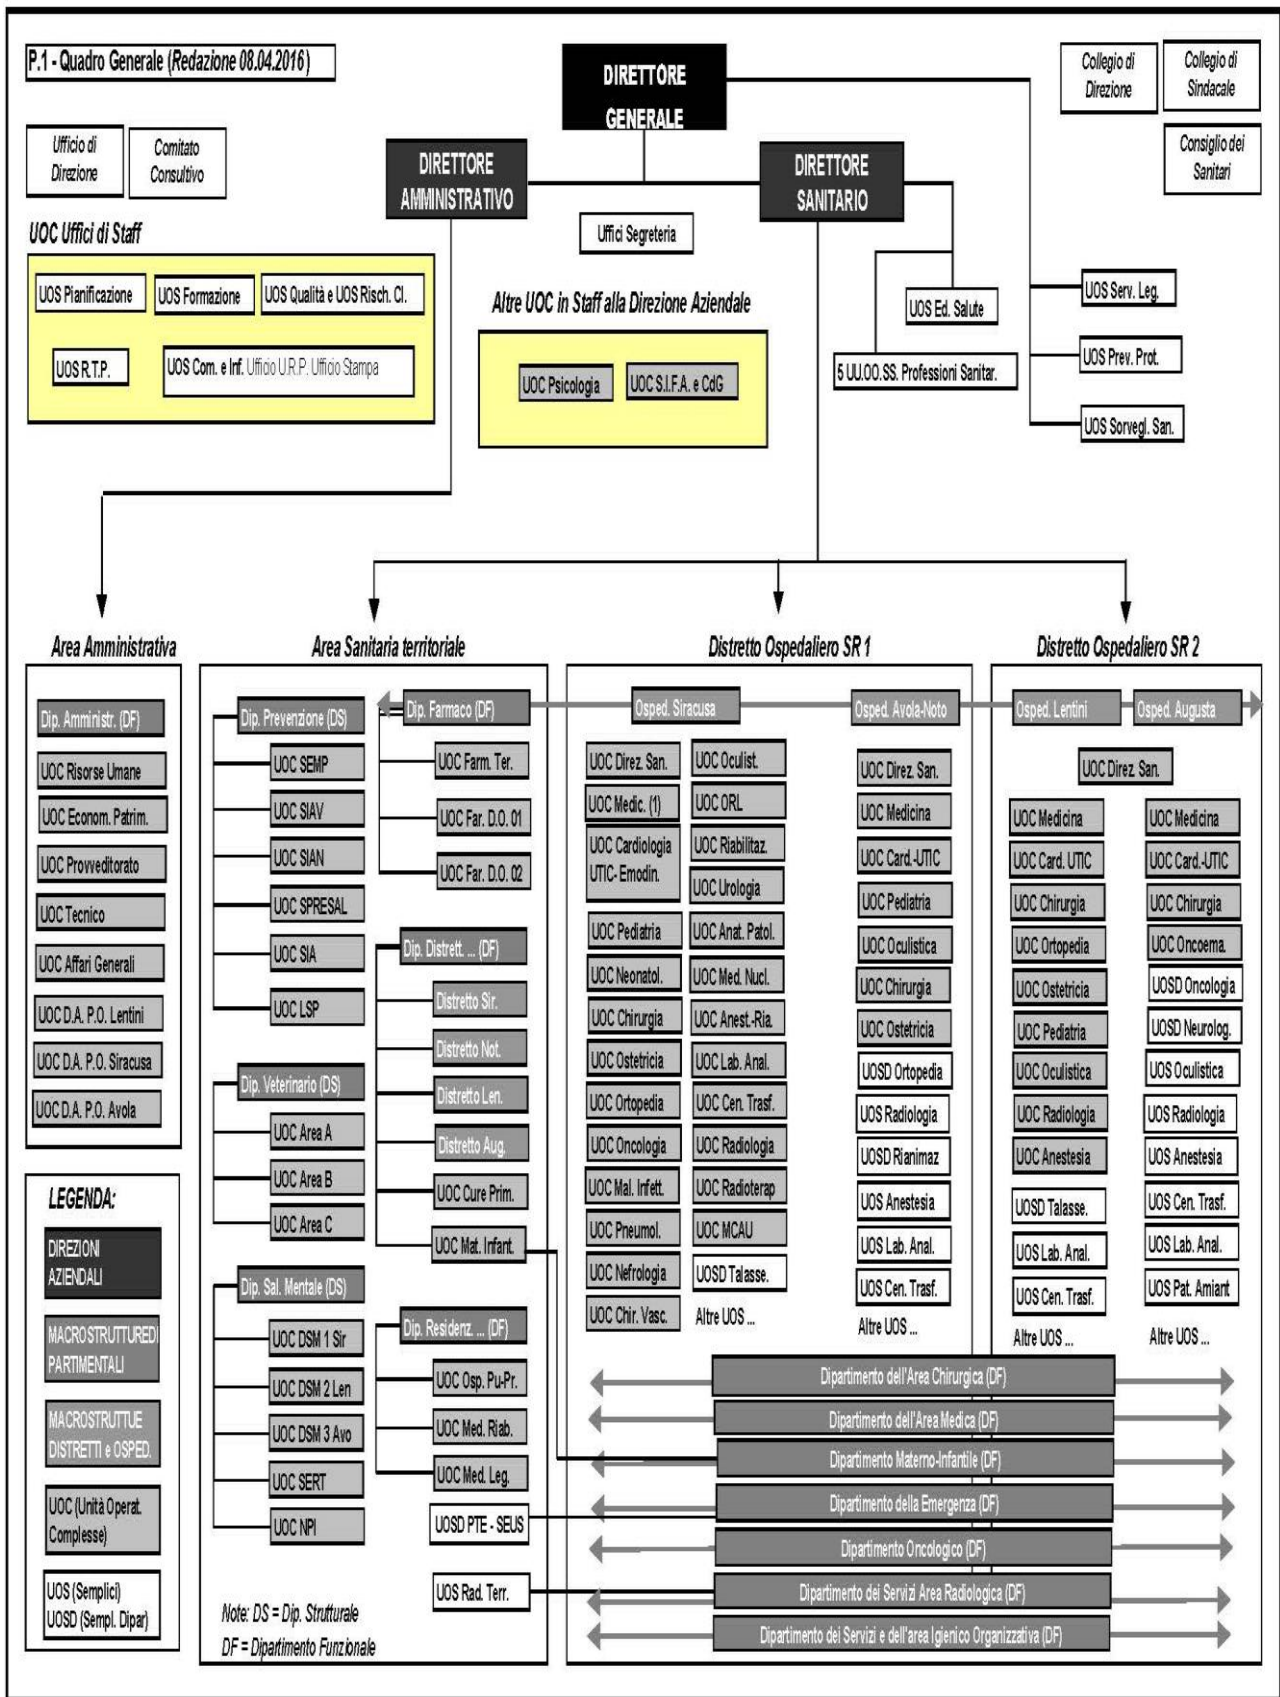 P.1 - Quadro Generale (Redazione 08.04.2016)
DIRETTORE
GENERALE
Collegio di
Direzione
Collegio di
Sindacale
Consiglio dei
Sanitari
Ufficio di
Direzione
Comitato
Consultivo
DIRETTORE
AMMINISTRATIVO
DIRETTORE
SANITARIO
Uffici Segreteria
UOC Uffici di Staff
UOS Pianificazione
UOS Formazione
UOS Qualità e UOS Risch. Cl.
UOS R.T.P.
UOS Com. e Inf. Ufficio U.R.P. Ufficio Stampa
Altre UOC in Staff alla Direzione Aziendale
UOC Psicologia
UOC S.I.F.A. e CdG
UOS Ed. Salute
5 UU.OO.SS. Professioni Sanitar.
UOS Serv. Leg.
UOS Prev. Prot.
UOS Sorvegl. San.
Area Amministrativa
Dip. Amministr. (DF)
UOC Risorse Umane
UOC Econom. Patrim.
UOC Provveditorato
UOC Tecnico
UOC Affari Generali
UOC D.A. P.O. Lentini
UOC D.A. P.O. Siracusa
UOC D.A. P.O. Avola
LEGENDA:
DIREZIONI
AZIENDALI
MACROSTRUTTUREDI
PARTIMENTALI
MACROSTRUTTUE
DISTRETTI e OSPED.
UOC (Unità Operat.
Complesse)
UOS (Semplici)
UOSD (Sempl. Dipar)
Area Sanitaria territoriale
Dip. Prevenzione (DS)
UOC SEMP
UOC SIAV
UOC SIAN
UOC SPRESAL
UOC SIA
UOC LSP
Dip. Veterinario (DS)
UOC Area A
UOC Area B
UOC Area C
Dip. Sal. Mentale (DS)
UOC DSM 1 Sir
UOC DSM 2 Len
UOC DSM 3 Avo
UOC SERT
UOC NPI
Note: DS = Dip. Strutturale
DF = Dipartimento Funzionale
Dip. Farmaco (DF)
UOC Farm. Ter.
UOC Far. D.O. 01
UOC Far. D.O. 02
Dip. Distrett. ... (DF)
Distretto Sir.
Distretto Not.
Distretto Len.
Distretto Aug.
UOC Cure Prim.
UOC Mat. Infant.
Dip. Residenz. ... (DF)
UOC Osp. Pu-Pr.
UOC Med. Riab.
UOC Med. Leg.
UOSD PTE - SEUS
UOS Rad. Terr.
Distretto Ospedaliero SR 1
Osped. Siracusa
UOC Direz. San.
UOC Medic. (1)
UOC Cardiologia
UTIC- Emodin.
UOC Pediatria
UOC Neonatol.
UOC Chirurgia
UOC Ostetricia
UOC Ortopedia
UOC Oncologia
UOC Mal. Infett.
UOC Pneumol.
UOC Nefrologia
UOC Chir. Vasc.
UOC Oculist.
UOC ORL
UOC Riabilitaz.
UOC Urologia
UOC Anat. Patol.
UOC Med. Nucl.
UOC Anest.-Ria.
UOC Lab. Anal.
UOC Cen. Trasf.
UOC Radiologia
UOC Radioterap
UOC MCAU
UOSD Talasse.
Altre UOS ...
Osped. Avola-Noto
UOC Direz. San.
UOC Medicina
UOC Card.-UTIC
UOC Pediatria
UOC Oculistica
UOC Chirurgia
UOC Ostetricia
UOSD Ortopedia
UOS Radiologia
UOSD Rianimaz
UOS Anestesia
UOS Lab. Anal.
UOS Cen. Trasf.
Altre UOS ...
Distretto Ospedaliero SR 2
Osped. Lentini
Osped. Augusta
UOC Direz. San.
UOC Medicina
UOC Card. UTIC
UOC Chirurgia
UOC Ortopedia
UOC Ostetricia
UOC Pediatria
UOC Oculistica
UOC Radiologia
UOC Anestesia
UOSD Talasse.
UOS Lab. Anal.
UOS Cen. Trasf.
Altre UOS ...
UOC Medicina
UOC Card.-UTIC
UOC Chirurgia
UOC Oncoema.
UOSD Oncologia
UOSD Neurolog.
UOS Oculistica
UOS Radiologia
UOS Anestesia
UOS Cen. Trasf.
UOS Lab. Anal.
UOS Pat. Amiant
Altre UOS ...
Dipartimento dell'Area Chirurgica (DF)
Dipartimento dell'Area Medica (DF)
Dipartimento Materno-Infantile (DF)
Dipartimento della Emergenza (DF)
Dipartimento Oncologico (DF)
Dipartimento dei Servizi Area Radiologica (DF)
Dipartimento dei Servizi e dell'area Igienico Organizzativa (DF)